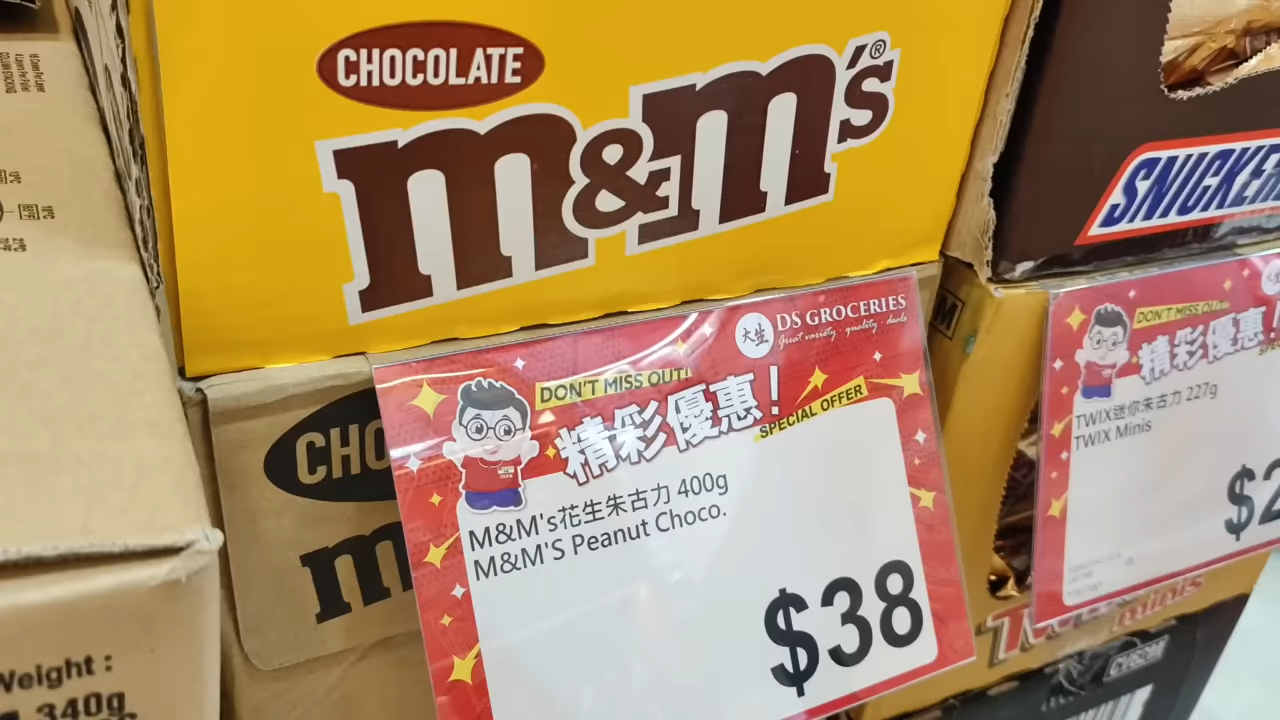 CHOCOLATE
m&m's®
SNICKER
CHO
m
DS GROCERIES
大生
Great variety · quality · deals
DON'T MISS OUT!
精彩優惠！
SPECIAL OFFER
M&M's花生朱古力 400g
M&M'S Peanut Choco.
$38
DON'T MISS OU
精彩優惠!
TWIX迷你朱古力 227g
TWIX Minis
$2
minis
Weight :
340g